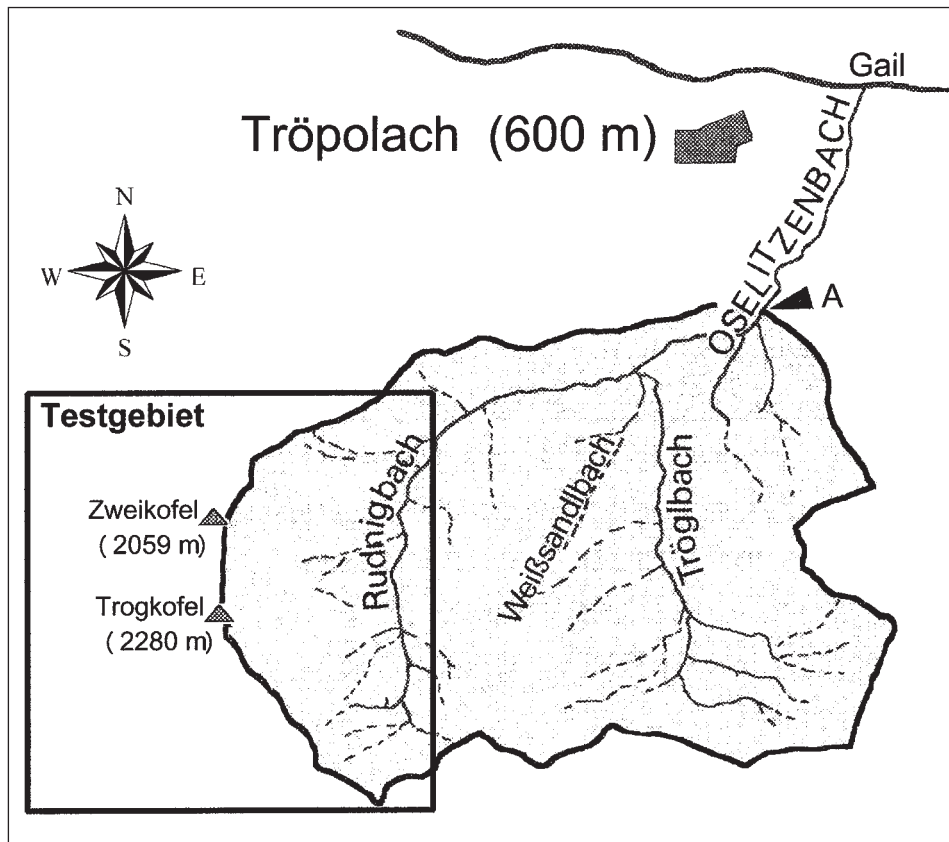 Gail
Tröpolach (600 m)
OSELITZENBACH
N
W E
S
A
Testgebiet
Zweikofel
(2059 m)
Trogkofel
(2280 m)
Rudnigbach
Weißsandlbach
Tröglbach